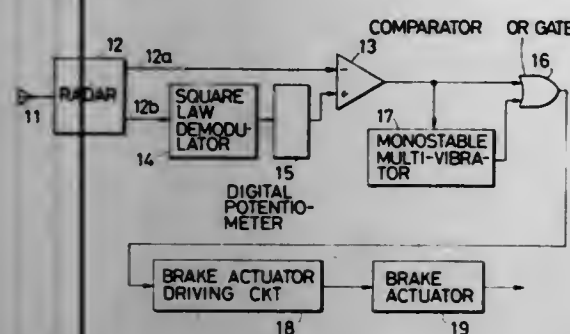 COMPARATOR OR GATE
12
12a
13
16
RADAR
11
12b
SQUARE
LAW
DEMODU-
LATOR
14
15
- +
17
MONOSTABLE
MULTI-VIBRA-
TOR
DIGITAL
POTENTIO-
METER
BRAKE ACTUATOR
DRIVING CKT
18
BRAKE
ACTUATOR
19